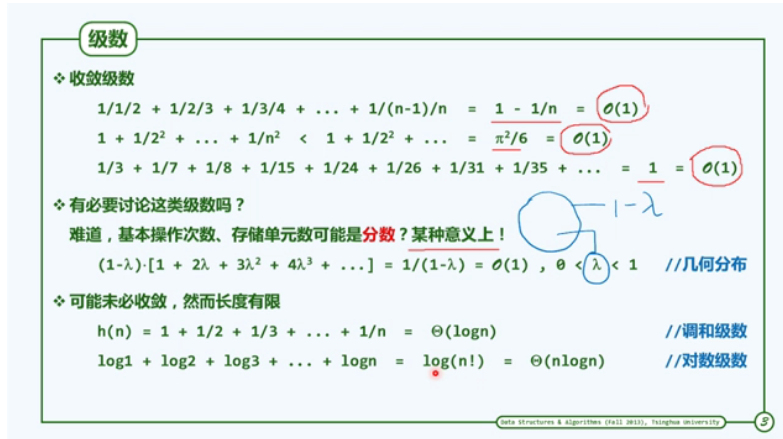 级数
❖ 收敛级数
1/1/2 + 1/2/3 + 1/3/4 + ... + 1/(n-1)/n = 1 - 1/n = O(1)
1 + 1/2² + ... + 1/n² < 1 + 1/2² + ... = π²/6 = O(1)
1/3 + 1/7 + 1/8 + 1/15 + 1/24 + 1/26 + 1/31 + 1/35 + ... = 1 = O(1)
❖ 有必要讨论这类级数吗？
1-λ
难道，基本操作次数、存储单元数可能是分数？某种意义上！
(1-λ)·[1 + 2λ + 3λ² + 4λ³ + ...] = 1/(1-λ) = O(1) , 0 < λ < 1 //几何分布
❖ 可能未必收敛，然而长度有限
h(n) = 1 + 1/2 + 1/3 + ... + 1/n = Θ(logn) //调和级数
log1 + log2 + log3 + ... + logn = log(n!) = Θ(nlogn) //对数级数
Data Structures & Algorithms (Fall 2013), Tsinghua University 3